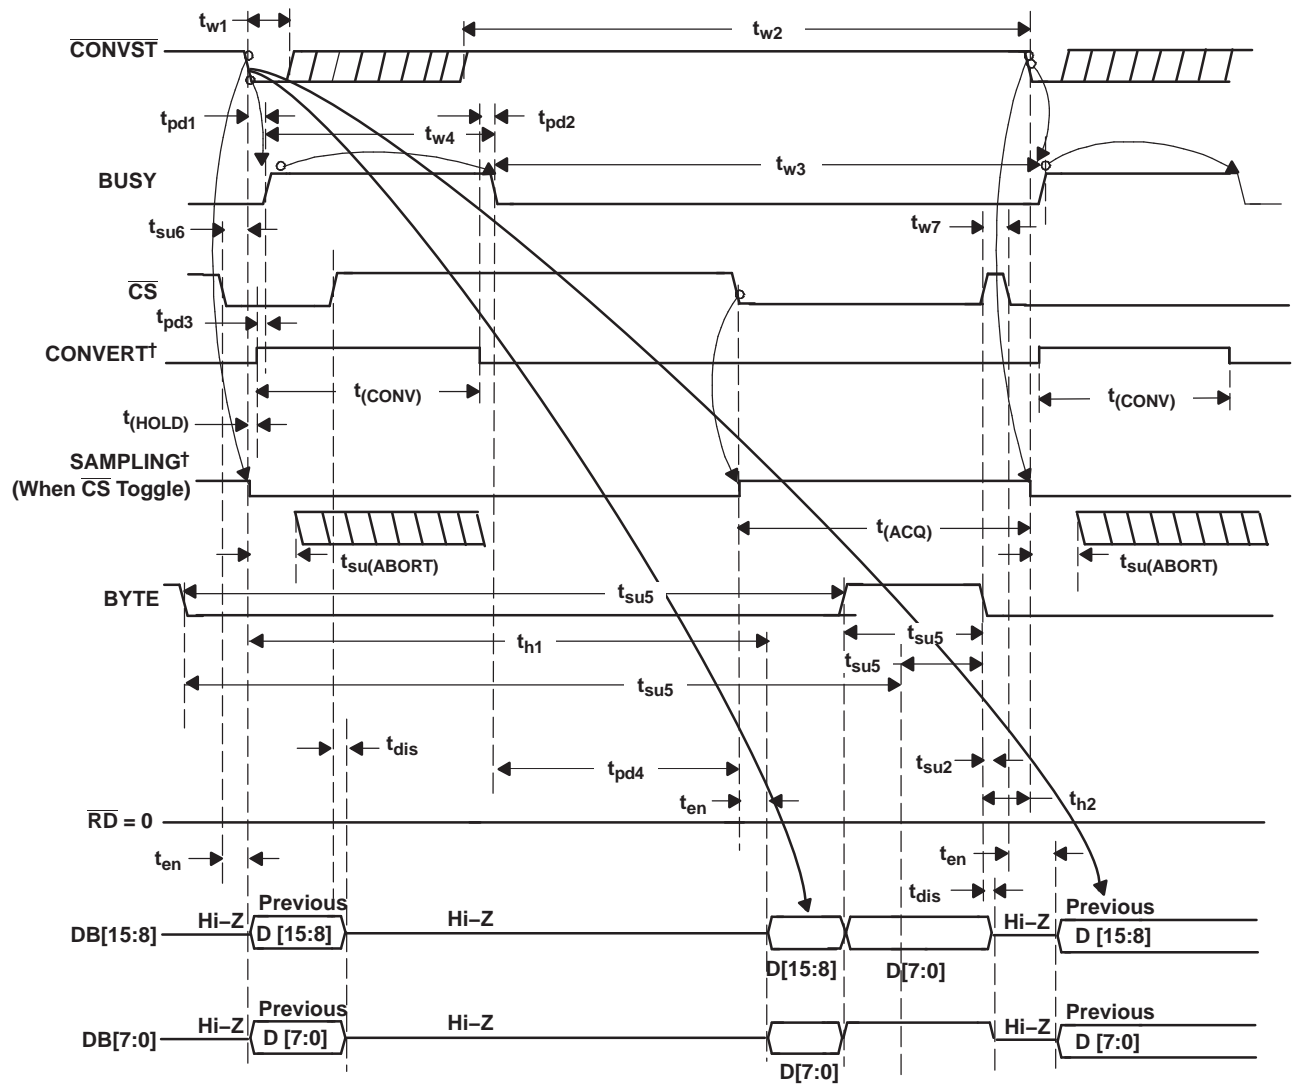 tw1
tw2
CONVST
tpd1
tw4
tpd2
tw3
BUSY
tsu6
tw7
CS
tpd3
CONVERT†
t(CONV)
t(CONV)
t(HOLD)
SAMPLING†
(When CS Toggle)
t(ACQ)
tsu(ABORT)
tsu(ABORT)
BYTE
tsu5
th1
tsu5
tsu5
tsu5
tdis
tpd4
tsu2
ten
th2
RD = 0
ten
ten
tdis
Previous
Previous
DB[15:8]
Hi–Z
D [15:8]
Hi–Z
Hi–Z
D [15:8]
D[15:8]
D[7:0]
Previous
Previous
DB[7:0]
Hi–Z
D [7:0]
Hi–Z
Hi–Z
D [7:0]
D[7:0]